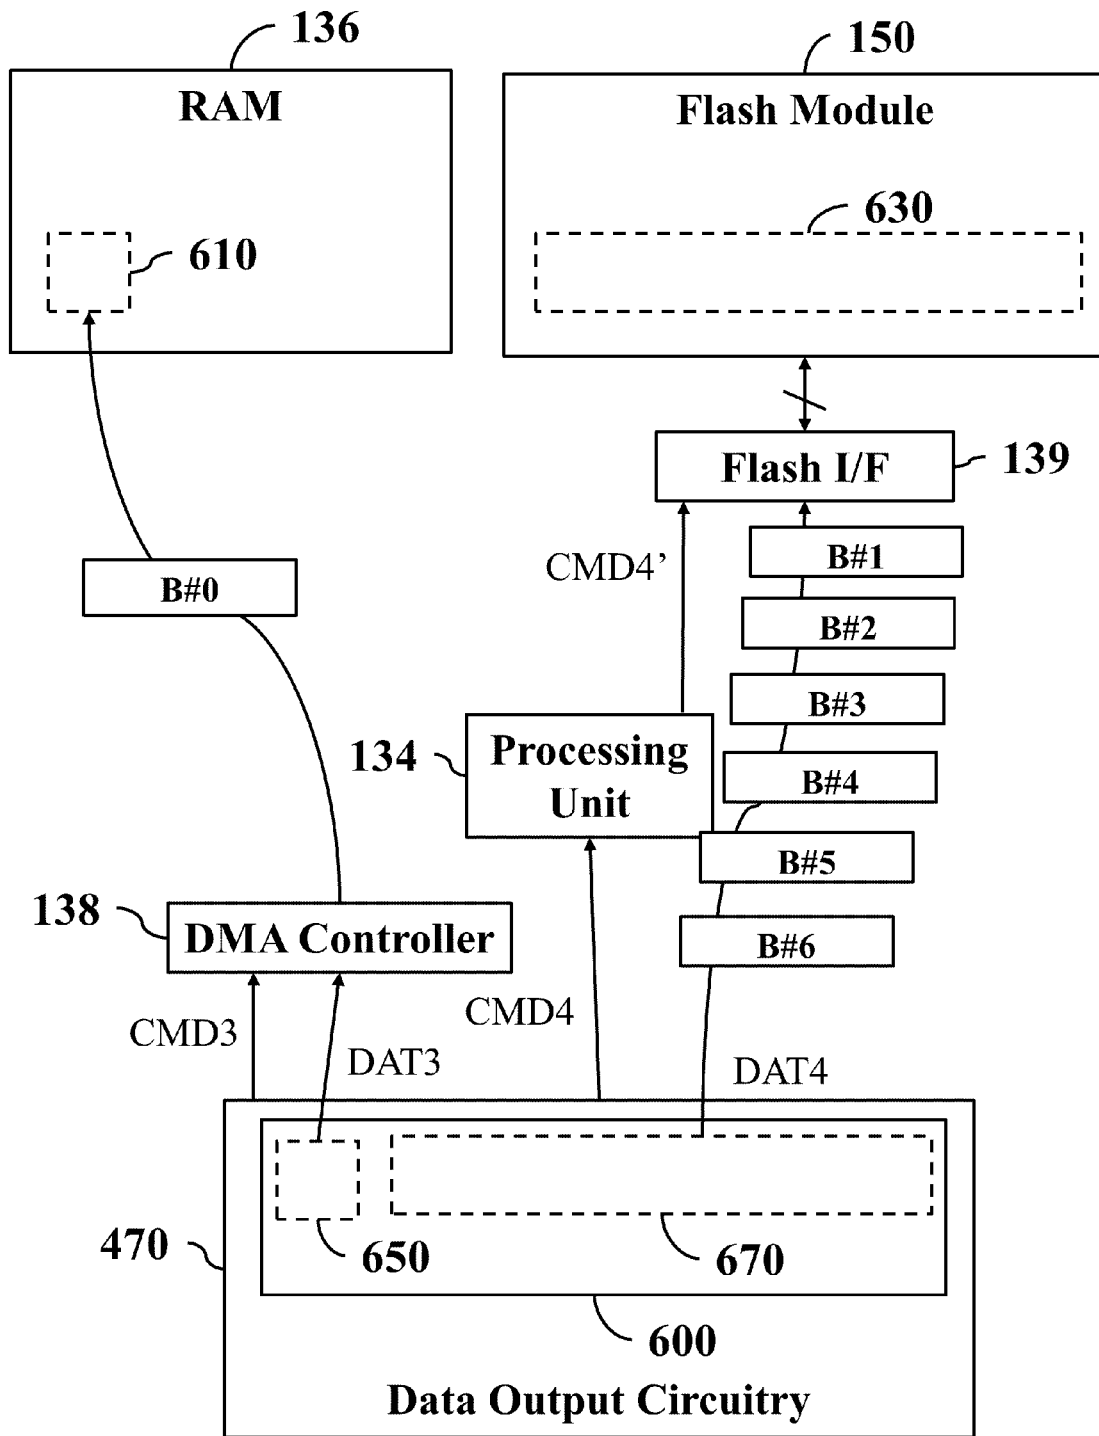 136
150
RAM
Flash Module
630
610
Flash I/F
139
B#1
CMD4’
B#0
B#2
B#3
134
Processing
Unit
B#4
B#5
138
DMA Controller
B#6
CMD3
CMD4
DAT3
DAT4
470
650
670
600
Data Output Circuitry